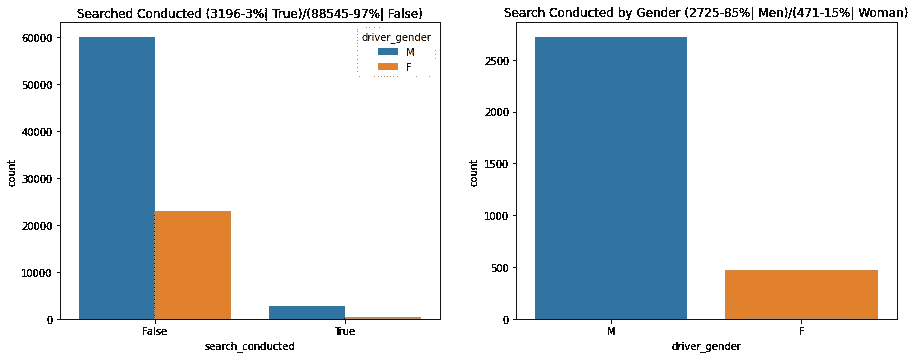 Searched Conducted (3196-3%| True)/(88545-97%| False)
driver_gender
M
F
60000
50000
40000
30000
20000
10000
0
count
False
True
search_conducted
Search Conducted by Gender (2725-85%| Men)/(471-15%| Woman)
2500
2000
1500
1000
500
0
count
M
F
driver_gender